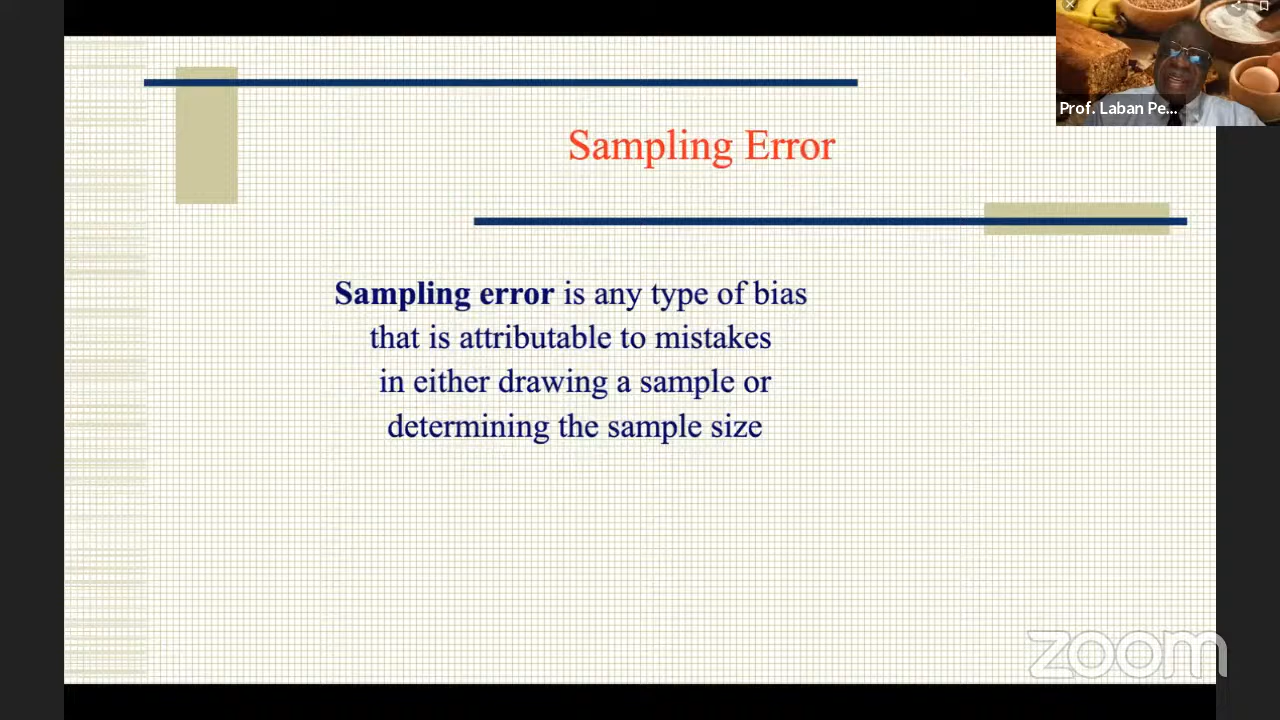 Prof. Laban Pe...
Sampling Error
Sampling error is any type of bias
that is attributable to mistakes
in either drawing a sample or
determining the sample size
zoom